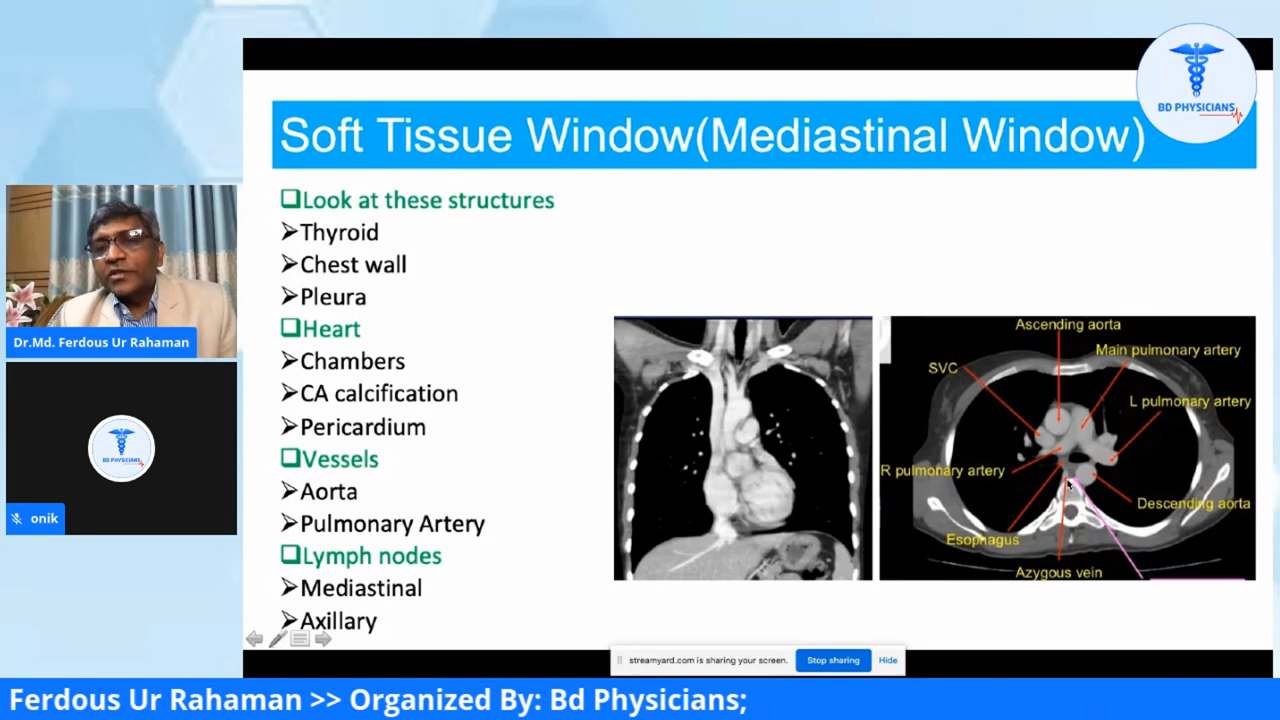 BD PHYSICIANS
Soft Tissue Window(Mediastinal Window)
Look at these structures
Thyroid
Chest wall
Pleura
Heart
Chambers
CA calcification
Pericardium
Vessels
Aorta
Pulmonary Artery
Lymph nodes
Mediastinal
Axillary
Ascending aorta
Main pulmonary artery
SVC
L pulmonary artery
R pulmonary artery
Descending aorta
Esophagus
Azygous vein
Dr.Md. Ferdous Ur Rahaman
BD PHYSICIANS
onik
streamyard.com is sharing your screen.
Stop sharing
Hide
Ferdous Ur Rahaman >> Organized By: Bd Physicians;